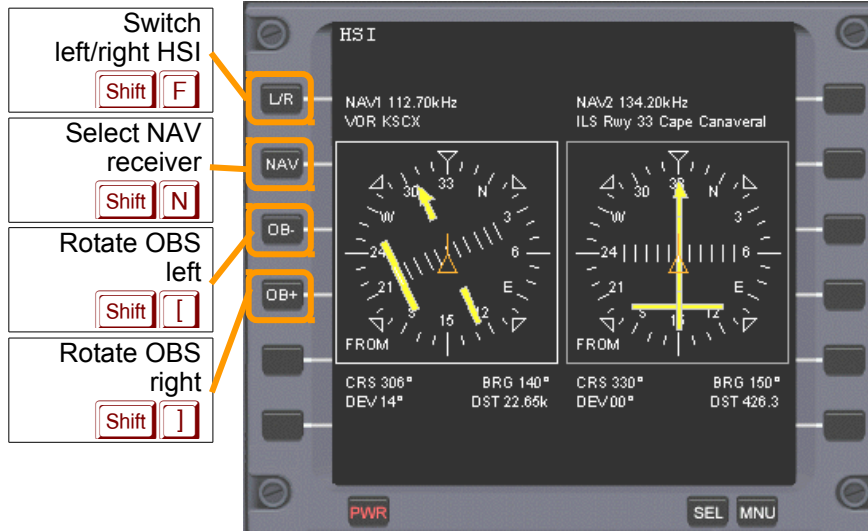 Switch
left/right HSI
Shift F
Select NAV
receiver
Shift N
Rotate OBS
left
Shift [
Rotate OBS
right
Shift ]
HSI
L/R
NAV
OB-
OB+
NAV1 112.70kHz
VOR KSCX
33
N
3
6
E
12
15
S
21
24
W
30
FROM
CRS 306° BRG 140°
DEV 14° DST 22.65k
NAV2 134.20kHz
ILS Rwy 33 Cape Canaveral
N
3
6
E
12
S
21
24
W
30
FROM
CRS 330° BRG 150°
DEV 00° DST 426.3
PWR
SEL
MNU